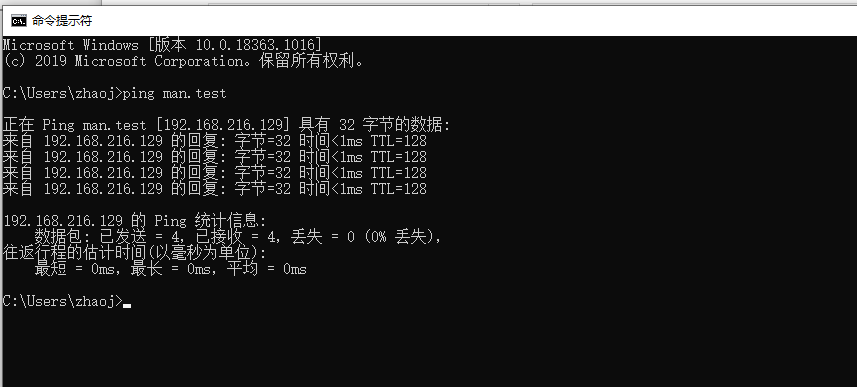 命令提示符
Microsoft Windows [版本 10.0.18363.1016]
(c) 2019 Microsoft Corporation。保留所有权利。
C:\Users\zhaoj>ping man.test
正在 Ping man.test [192.168.216.129] 具有 32 字节的数据:
来自 192.168.216.129 的回复: 字节=32 时间<1ms TTL=128
来自 192.168.216.129 的回复: 字节=32 时间<1ms TTL=128
来自 192.168.216.129 的回复: 字节=32 时间<1ms TTL=128
来自 192.168.216.129 的回复: 字节=32 时间<1ms TTL=128
192.168.216.129 的 Ping 统计信息:
数据包: 已发送 = 4，已接收 = 4，丢失 = 0 (0% 丢失)，
往返行程的估计时间(以毫秒为单位):
最短 = 0ms，最长 = 0ms，平均 = 0ms
C:\Users\zhaoj>